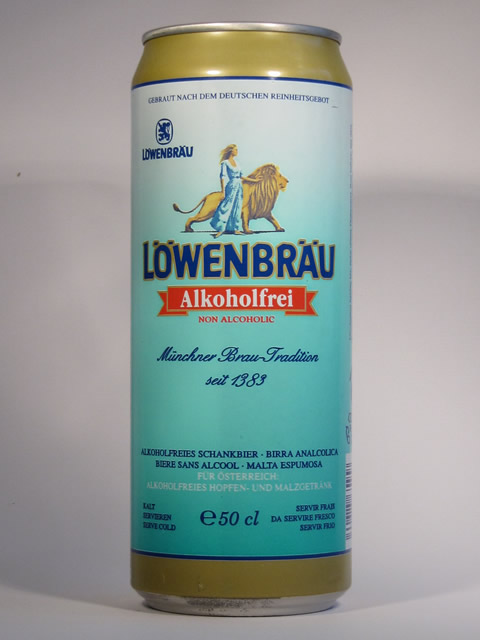 GEBRAUT NACH DEM DEUTSCHEN REINHEITSGEBOT
LÖWENBRÄU
LÖWENBRÄU
Alkoholfrei
NON ALCOHOLIC
Münchner Brau-Tradition
seit 1383
ALKOHOLFREIES SCHANKBIER · BIRRA ANALCOLICA
BIERE SANS ALCOOL · MALTA ESPUMOSA
FÜR ÖSTERREICH:
ALKOHOLFREIES HOPFEN- UND MALZGETRÄNK
KALT
SERVIEREN
SERVE COLD
℮50 cl
SERVIR FRAIS
DA SERVIRE FRESCO
SERVIR FRIO